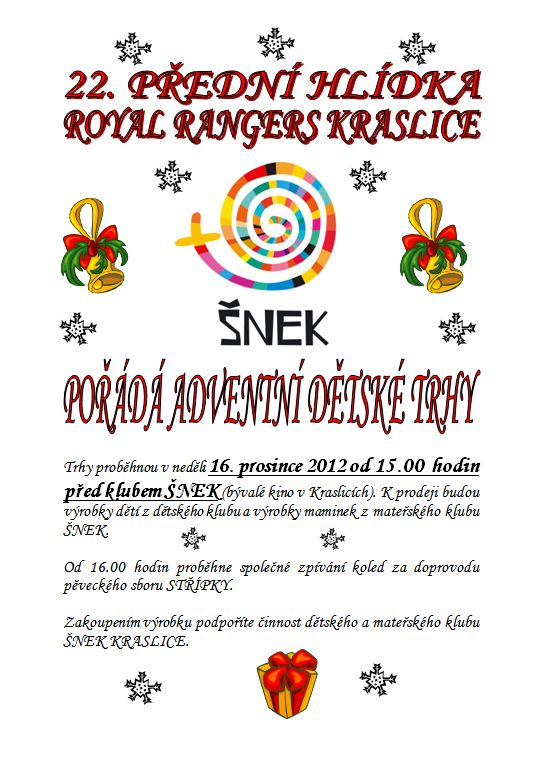 22. PŘEDNÍ HLÍDKA
ROYAL RANGERS KRASLICE
ŠNEK
POŘÁDÁ ADVENTNÍ DĚTSKÉ TRHY
Trhy proběhnou v neděli 16. prosince 2012 od 15.00 hodin
před klubem ŠNEK (bývalé kino v Kraslicích). K prodeji budou
výrobky dětí z dětského klubu a výrobky maminek z mateřského klubu
ŠNEK.
Od 16.00 hodin proběhne společné zpívání koled za doprovodu
pěveckého sboru STŘÍPKY.
Zakoupením výrobku podpoříte činnost dětského a mateřského klubu
ŠNEK KRASLICE.